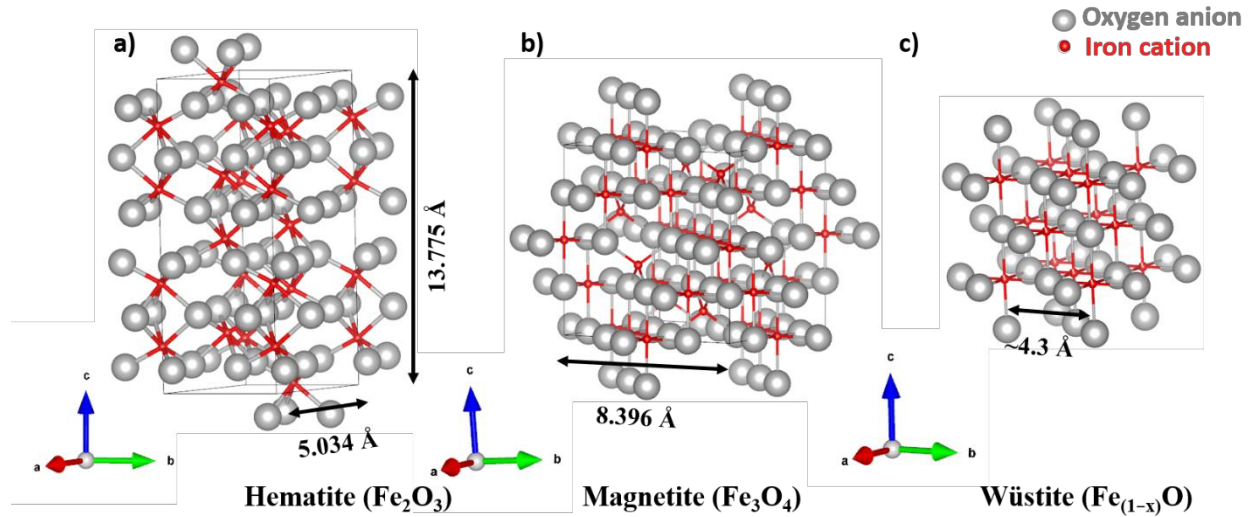 Oxygen anion
Iron cation
a)
b)
c)
13.775 Å
5.034 Å
8.396 Å
~4.3 Å
c
a
b
c
a
b
c
a
b
Hematite (Fe₂O₃)
Magnetite (Fe₃O₄)
Wüstite (Fe₍₁₋ₓ₎O)